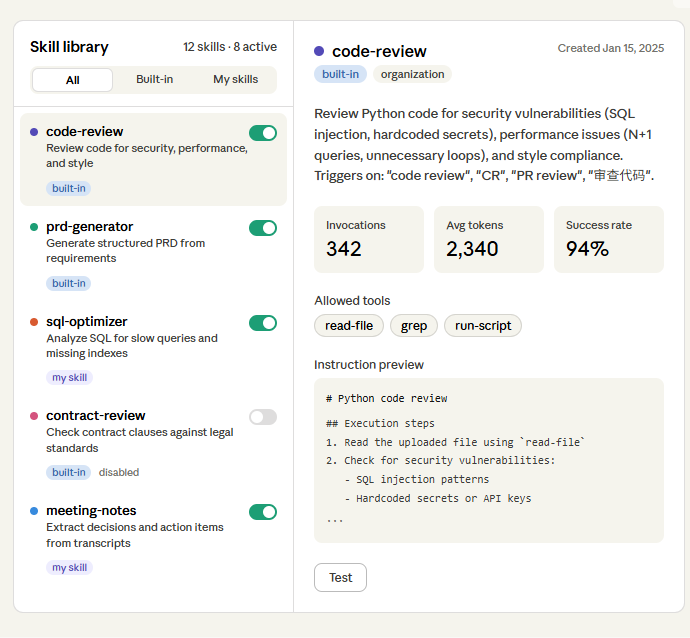 Skill library
12 skills · 8 active
All
Built-in
My skills
code-review
Review code for security, performance,
and style
built-in
prd-generator
Generate structured PRD from
requirements
built-in
sql-optimizer
Analyze SQL for slow queries and
missing indexes
my skill
contract-review
Check contract clauses against legal
standards
built-in
disabled
meeting-notes
Extract decisions and action items
from transcripts
my skill
code-review
Created Jan 15, 2025
built-in
organization
Review Python code for security vulnerabilities (SQL
injection, hardcoded secrets), performance issues (N+1
queries, unnecessary loops), and style compliance.
Triggers on: "code review", "CR", "PR review", "审查代码".
Invocations
342
Avg tokens
2,340
Success rate
94%
Allowed tools
read-file
grep
run-script
Instruction preview
# Python code review
## Execution steps
1. Read the uploaded file using `read-file`
2. Check for security vulnerabilities:
- SQL injection patterns
- Hardcoded secrets or API keys
...
Test